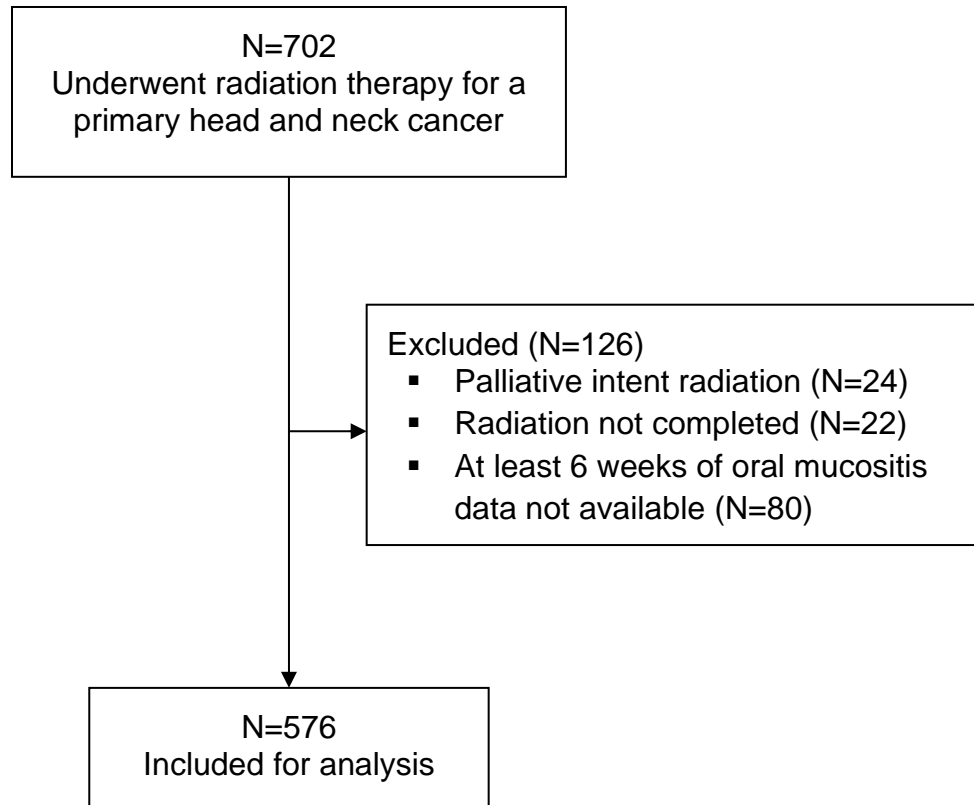 N=702
Underwent radiation therapy for a
primary head and neck cancer
Excluded (N=126)
▪ Palliative intent radiation (N=24)
▪ Radiation not completed (N=22)
▪ At least 6 weeks of oral mucositis
data not available (N=80)
N=576
Included for analysis